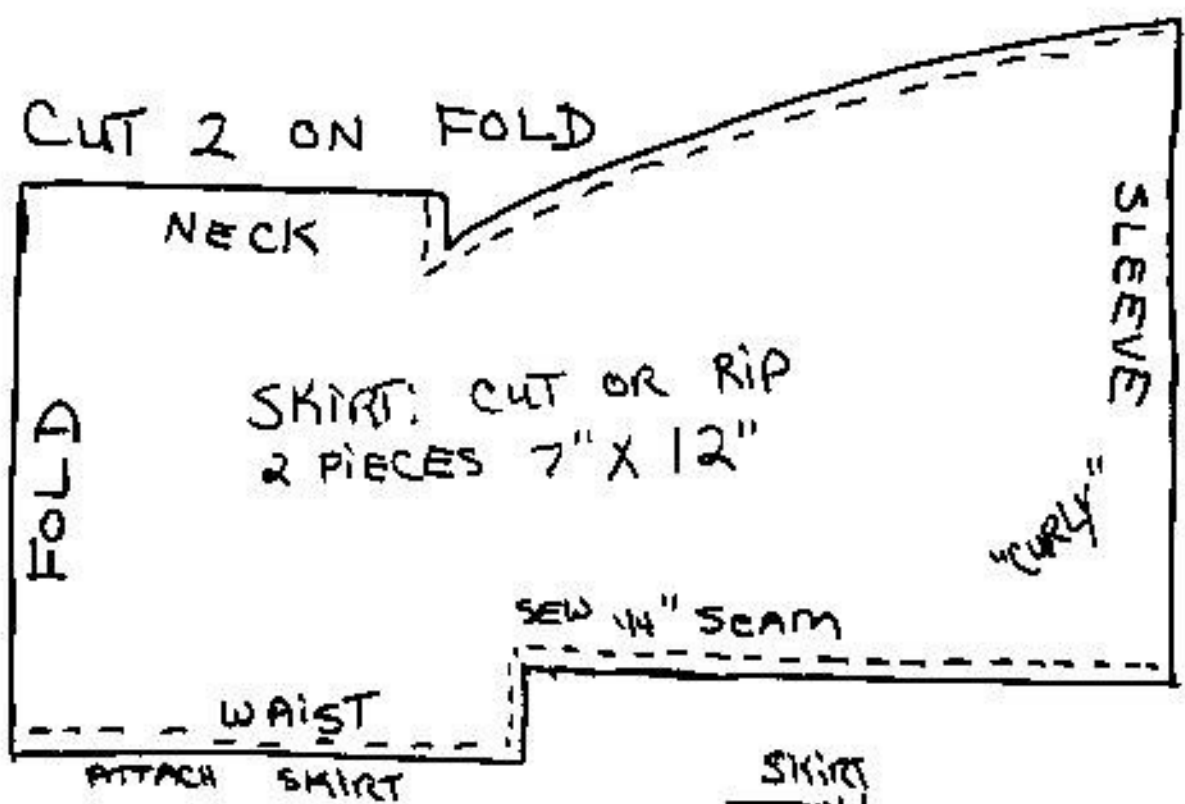 CUT 2 ON FOLD
NECK
SLEEVE
SKiRT: CUT OR RiP
2 PiECES 7" X 12"
FOLD
"CURLY"
SEW 1/4" SEAM
WAiST
ATTACH SKIRT
SKiRT